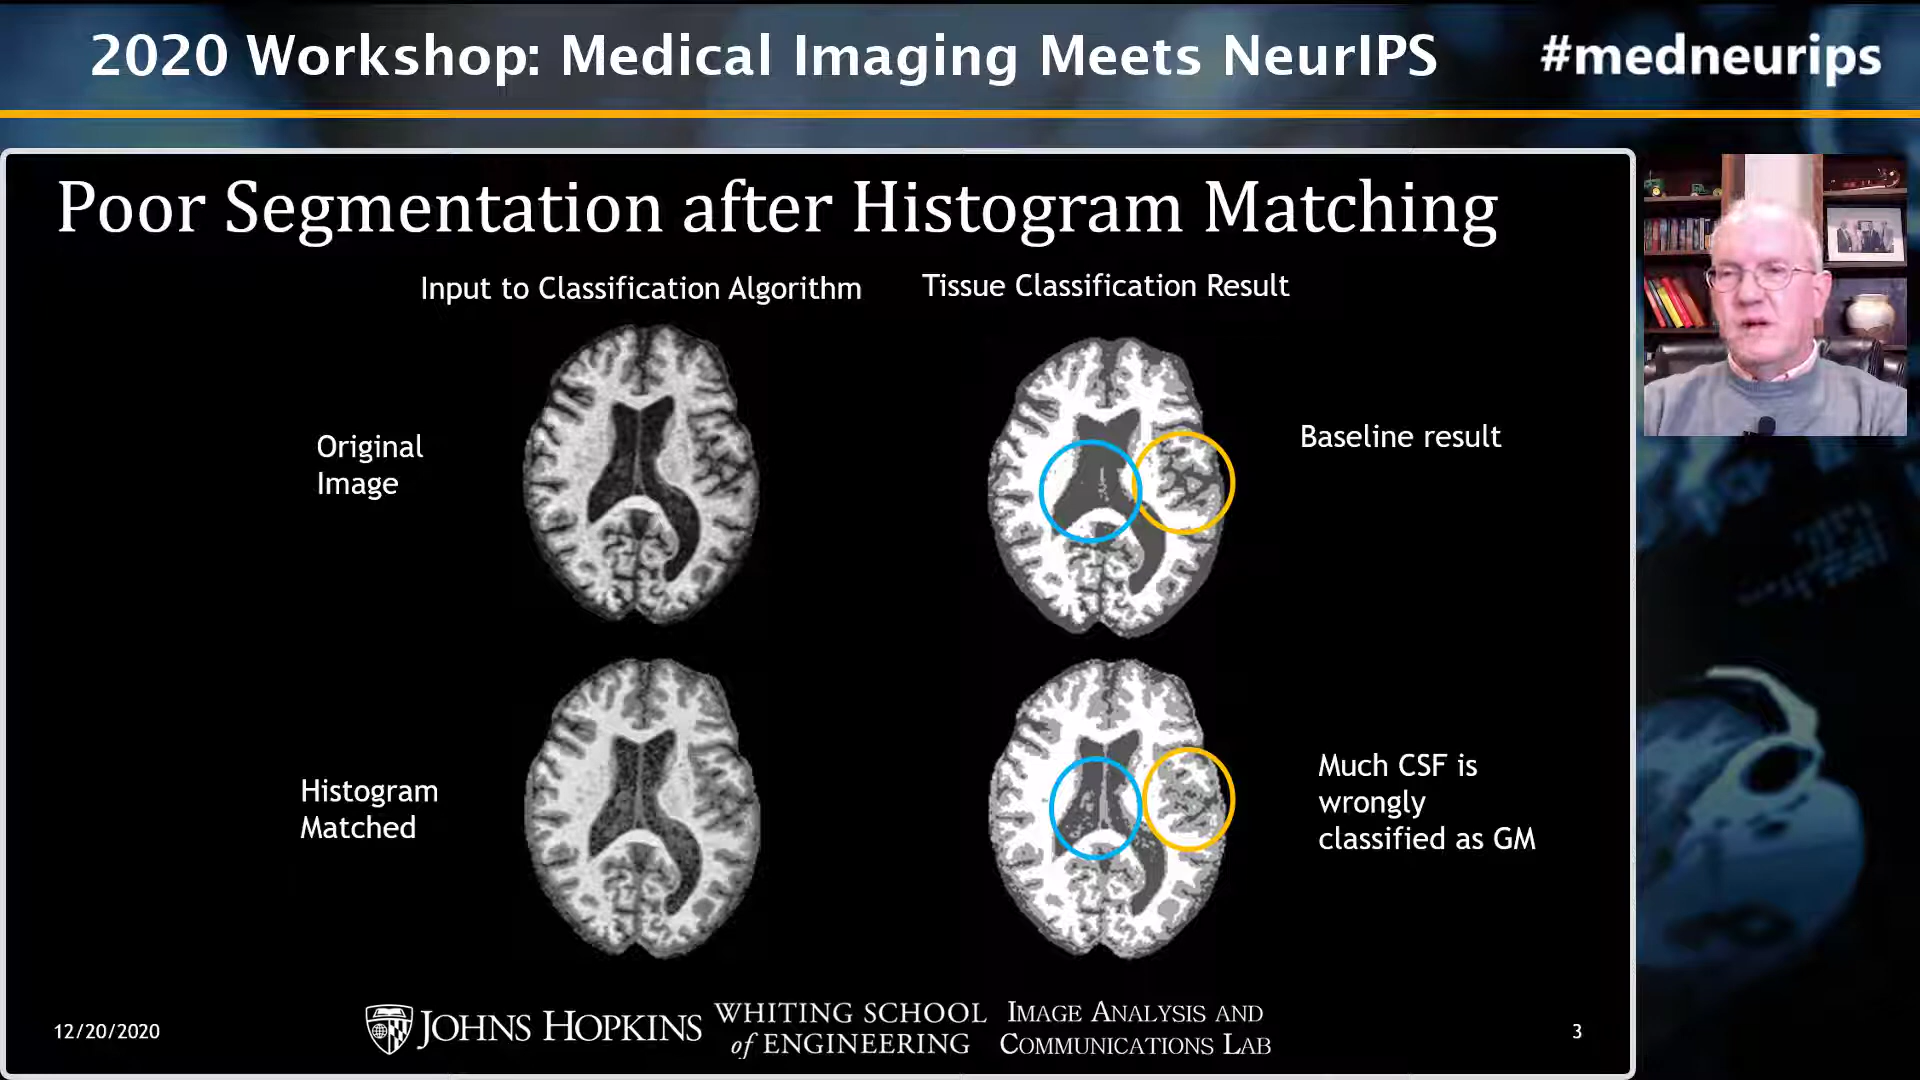 2020 Workshop: Medical Imaging Meets NeurIPS
#medneurips
Poor Segmentation after Histogram Matching
Input to Classification Algorithm
Tissue Classification Result
Original
Image
Baseline result
Histogram
Matched
Much CSF is
wrongly
classified as GM
12/20/2020
JOHNS HOPKINS
WHITING SCHOOL
of ENGINEERING
IMAGE ANALYSIS AND
COMMUNICATIONS LAB
3